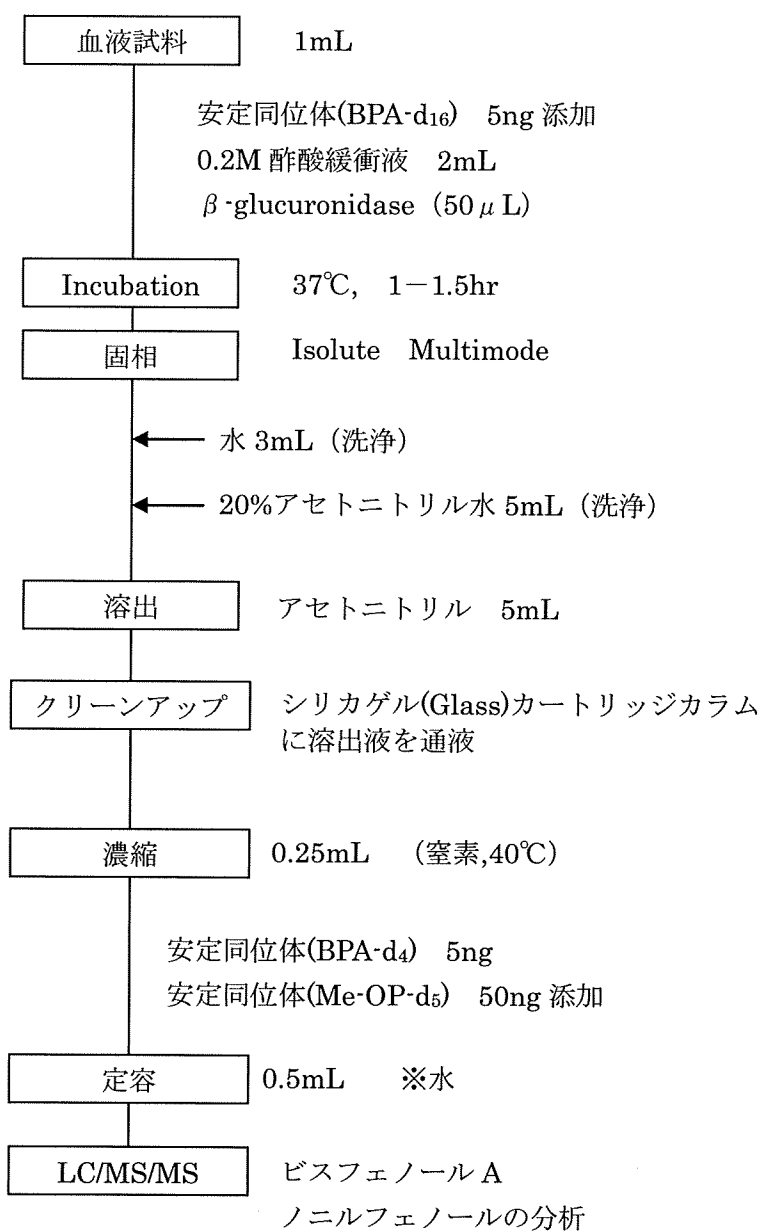 血液試料 1mL
安定同位体(BPA-d16) 5ng 添加
0.2M 酢酸緩衝液 2mL
β-glucuronidase（50μL）
Incubation 37℃, 1－1.5hr
固相 Isolute Multimode
水 3mL（洗浄）
20%アセトニトリル水 5mL（洗浄）
溶出 アセトニトリル 5mL
クリーンアップ シリカゲル(Glass)カートリッジカラム
に溶出液を通液
濃縮 0.25mL （窒素,40℃）
安定同位体(BPA-d4) 5ng
安定同位体(Me-OP-d5) 50ng 添加
定容 0.5mL ※水
LC/MS/MS ビスフェノール A
ノニルフェノールの分析